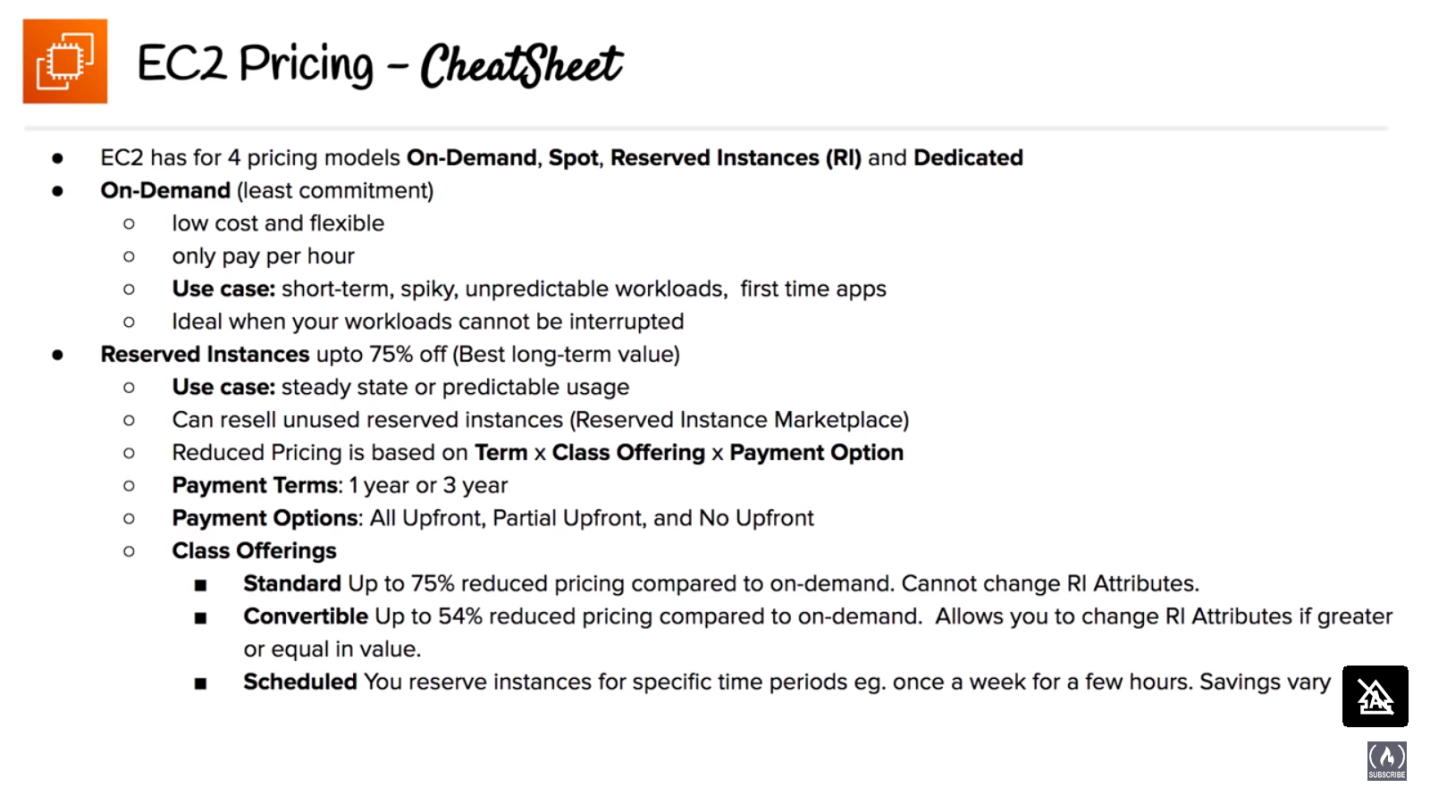 EC2 Pricing – CheatSheet
● EC2 has for 4 pricing models On-Demand, Spot, Reserved Instances (RI) and Dedicated
● On-Demand (least commitment)
○ low cost and flexible
○ only pay per hour
○ Use case: short-term, spiky, unpredictable workloads,  first time apps
○ Ideal when your workloads cannot be interrupted
● Reserved Instances upto 75% off (Best long-term value)
○ Use case: steady state or predictable usage
○ Can resell unused reserved instances (Reserved Instance Marketplace)
○ Reduced Pricing is based on Term x Class Offering x Payment Option
○ Payment Terms: 1 year or 3 year
○ Payment Options: All Upfront, Partial Upfront, and No Upfront
○ Class Offerings
■ Standard Up to 75% reduced pricing compared to on-demand. Cannot change RI Attributes.
■ Convertible Up to 54% reduced pricing compared to on-demand.  Allows you to change RI Attributes if greater
or equal in value.
■ Scheduled You reserve instances for specific time periods eg. once a week for a few hours. Savings vary
A
SUBSCRIBE